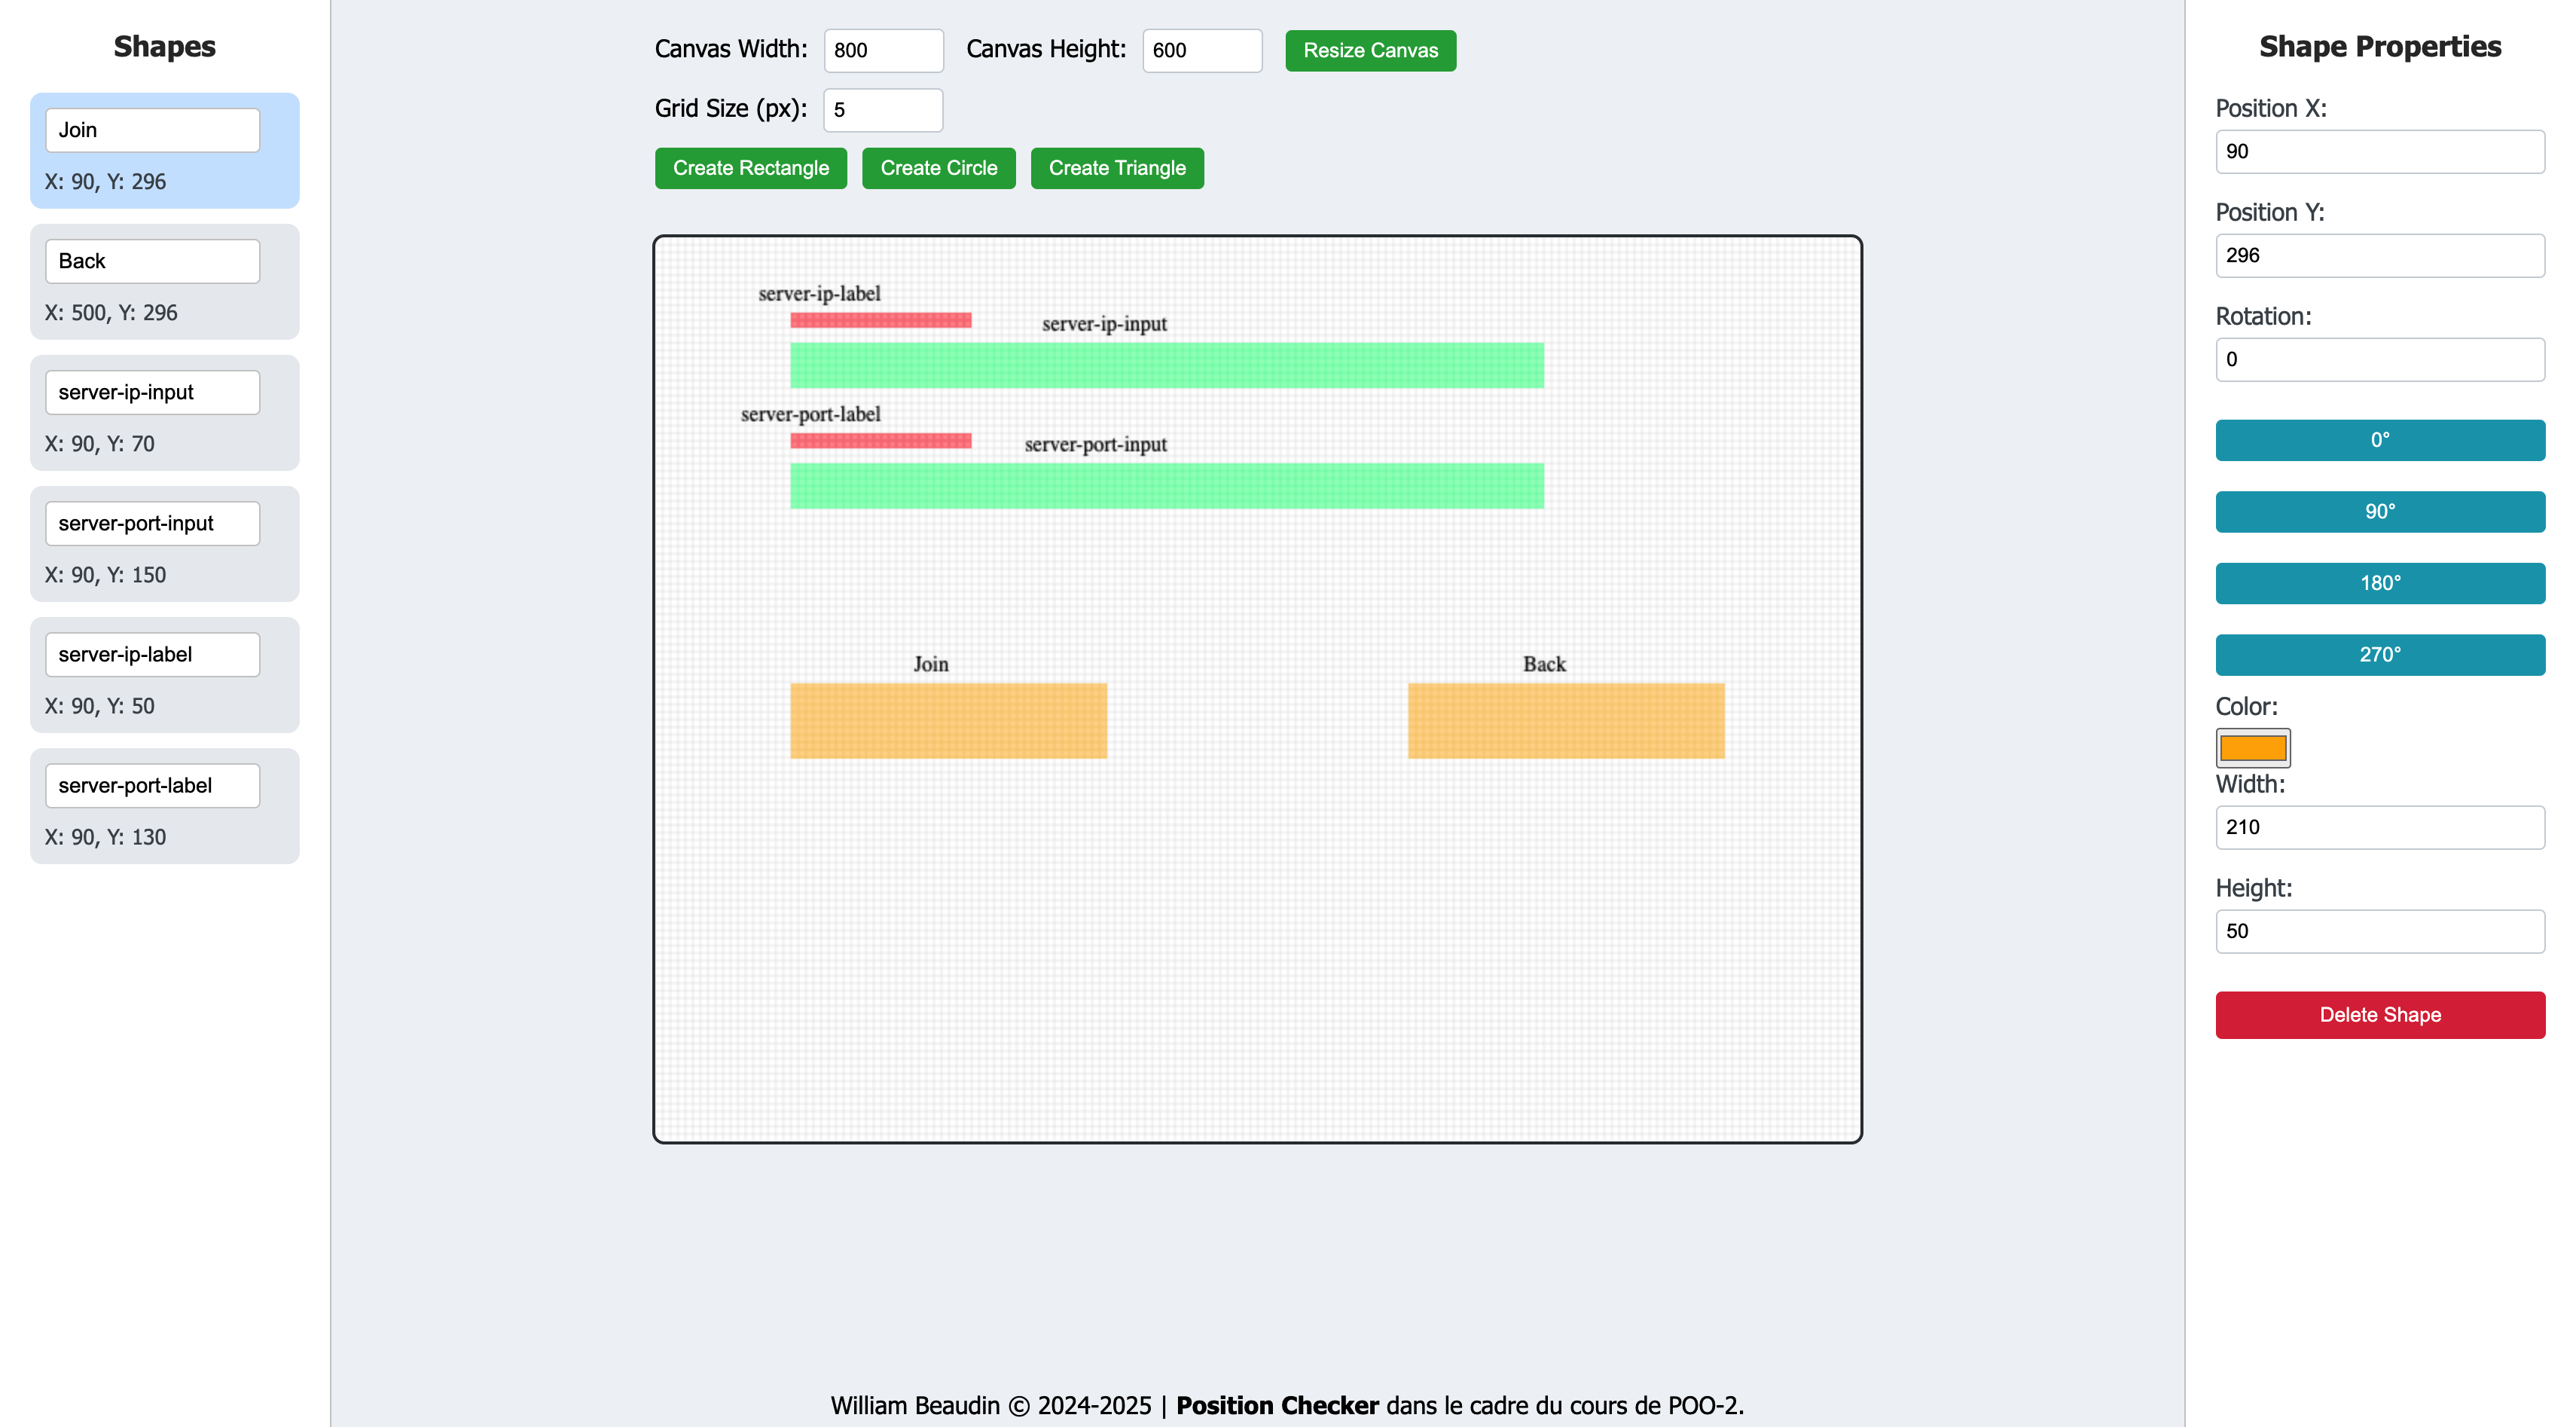 Shapes
Join
X: 90, Y: 296
Back
X: 500, Y: 296
server-ip-input
X: 90, Y: 70
server-port-input
X: 90, Y: 150
server-ip-label
X: 90, Y: 50
server-port-label
X: 90, Y: 130
Canvas Width: 800 Canvas Height: 600 Resize Canvas
Grid Size (px): 5
Create Rectangle Create Circle Create Triangle
server-ip-label
server-ip-input
server-port-label
server-port-input
Join Back
William Beaudin © 2024-2025 | Position Checker dans le cadre du cours de POO-2.
Shape Properties
Position X:
90
Position Y:
296
Rotation:
0
0°
90°
180°
270°
Color:
Width:
210
Height:
50
Delete Shape